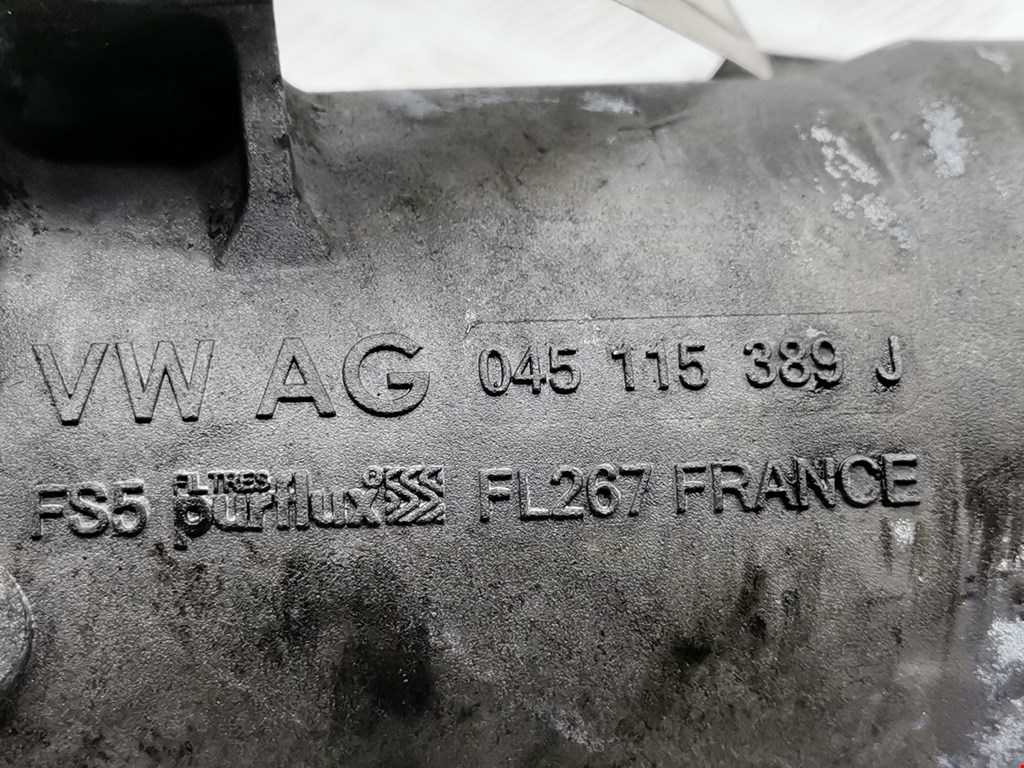 VW AG 045 115 389 J
FS5 FILTRES purflux® FL267 FRANCE